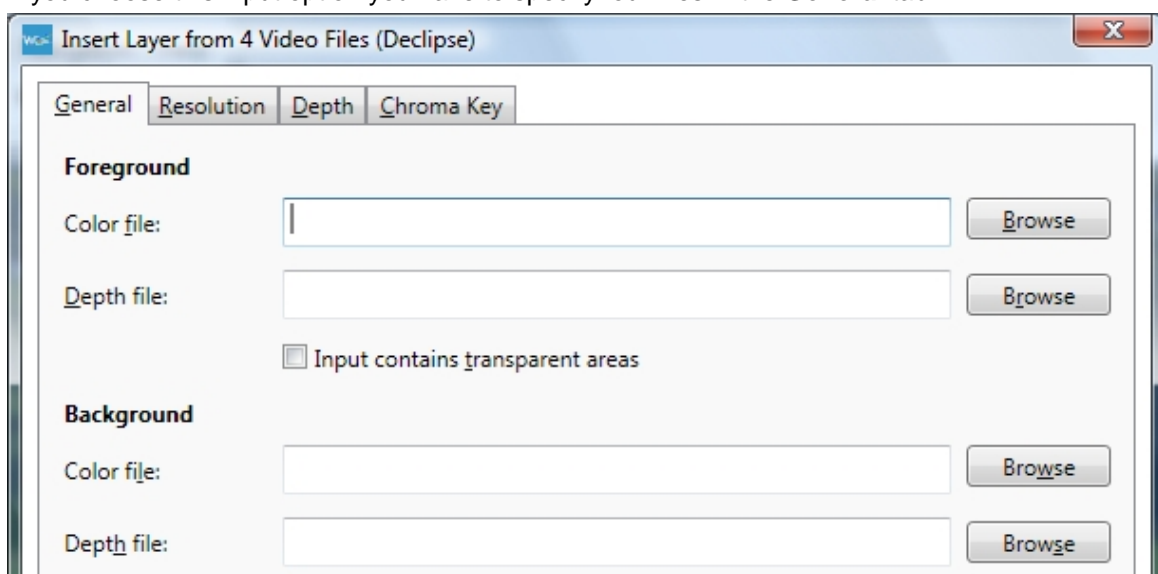 Insert Layer from 4 Video Files (Declipse)
General Resolution Depth Chroma Key
Foreground
Color file: Browse
Depth file: Browse
Input contains transparent areas
Background
Color file: Browse
Depth file: Browse